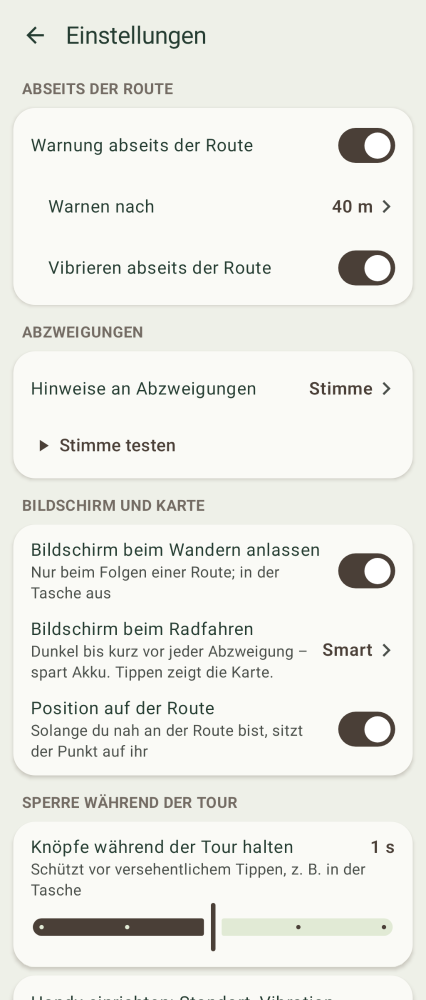 Einstellungen
ABSEITS DER ROUTE
Warnung abseits der Route
Warnen nach 40 m
Vibrieren abseits der Route
ABZWEIGUNGEN
Hinweise an Abzweigungen Stimme
Stimme testen
BILDSCHIRM UND KARTE
Bildschirm beim Wandern anlassen
Nur beim Folgen einer Route; in der
Tasche aus
Bildschirm beim Radfahren
Dunkel bis kurz vor jeder Abzweigung – Smart
spart Akku. Tippen zeigt die Karte.
Position auf der Route
Solange du nah an der Route bist, sitzt
der Punkt auf ihr
SPERRE WÄHREND DER TOUR
Knöpfe während der Tour halten 1 s
Schützt vor versehentlichem Tippen, z. B. in der
Tasche
Handy einrichten: Standort, Vibration